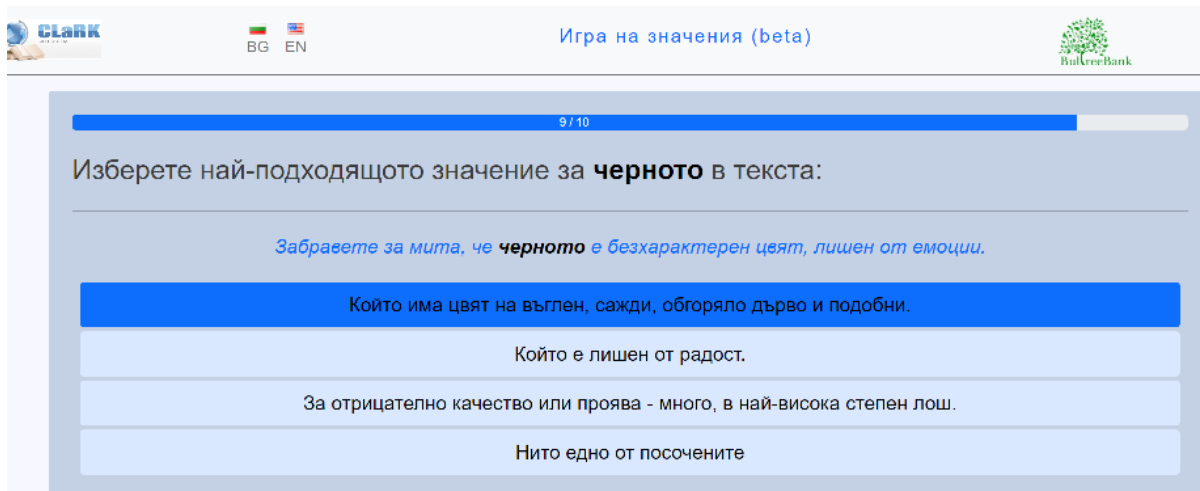 CLaRK
BG EN
Игра на значения (beta)
BulTreeBank
9 / 10
Изберете най-подходящото значение за черното в текста:
Забравете за мита, че черното е безхарактерен цвят, лишен от емоции.
Който има цвят на въглен, сажди, обгоряло дърво и подобни.
Който е лишен от радост.
За отрицателно качество или проява - много, в най-висока степен лош.
Нито едно от посочените